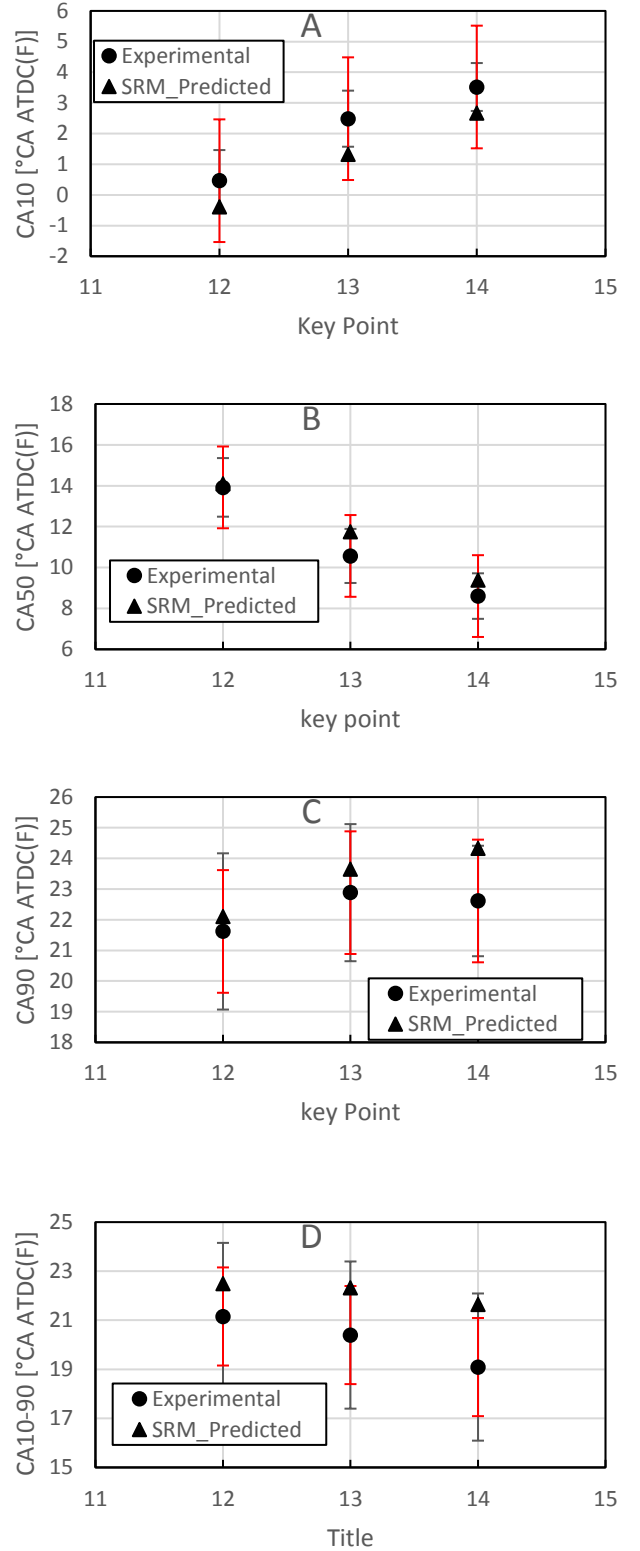 A
6
5
4
3
2
1
0
-1
-2
CA10 [°CA ATDC(F)]
Experimental
SRM_Predicted
11 12 13 14 15
Key Point
B
18
16
14
12
10
8
6
CA50 [°CA ATDC(F)]
Experimental
SRM_Predicted
11 12 13 14 15
key point
C
26
25
24
23
22
21
20
19
18
CA90 [°CA ATDC(F)]
Experimental
SRM_Predicted
11 12 13 14 15
key Point
D
25
23
21
19
17
15
CA10-90 [°CA ATDC(F)]
Experimental
SRM_Predicted
11 12 13 14 15
Title